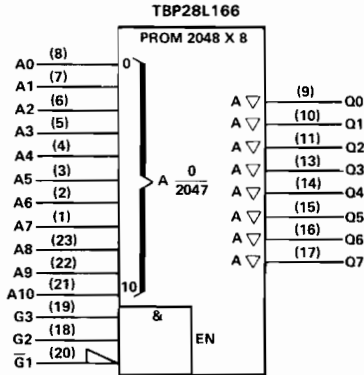 TBP28L166
PROM 2048 X 8
A0 (8) 0
A1 (7)
A2 (6)
A3 (5)
A4 (4)
A5 (3)
A6 (2)
A7 (1)
A8 (23)
A9 (22)
A10 (21) 10
A 0/2047
A ▽ (9) Q0
A ▽ (10) Q1
A ▽ (11) Q2
A ▽ (13) Q3
A ▽ (14) Q4
A ▽ (15) Q5
A ▽ (16) Q6
A ▽ (17) Q7
G3 (19) &
G2 (18) EN
G̅1 (20)